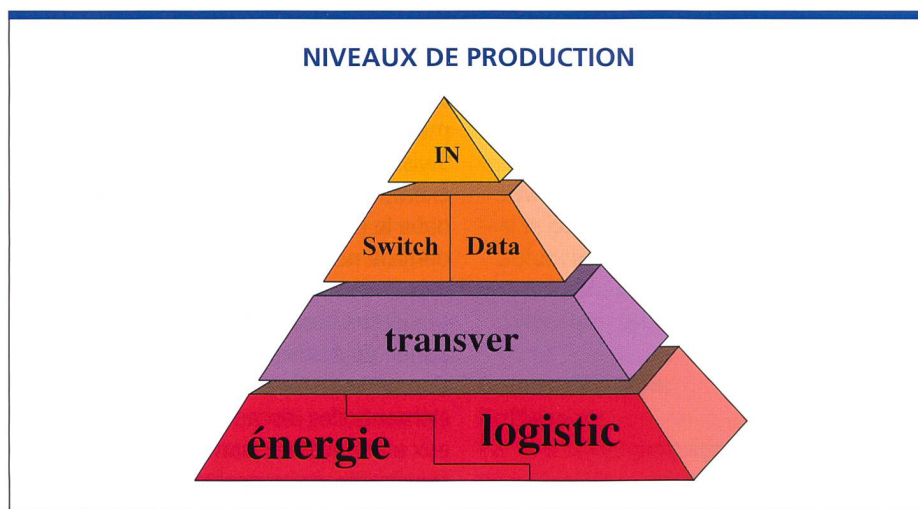 NIVEAUX DE PRODUCTION
IN
Switch Data
transver
énergie logistic